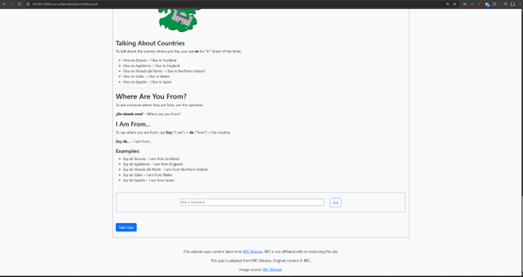 Talking About Countries
To talk about the country where you live, you use en for "in" (most of the time).
Vivo en Escocia - I live in Scotland
Vivo en Inglaterra - I live in England
Vivo en Irlanda del Norte - I live in Northern Ireland
Vivo en Gales - I live in Wales
Vivo en España - I live in Spain
Where Are You From?
To ask someone where they are from, use the question:
¿De dónde eres? - Where are you from?
I Am From...
To say where you are from, use Soy ("I am") + de ("from") + the country.
Soy de... - I am from...
Examples:
Soy de Escocia - I am from Scotland
Soy de Inglaterra - I am from England
Soy de Irlanda del Norte - I am from Northern Ireland
Soy de Gales - I am from Wales
Soy de España - I am from Spain
Ask a Question
Ask
Take Quiz
This website uses content taken from BBC Bitesize. BBC is not affiliated with or endorsing this site.
This quiz is adapted from BBC Bitesize. Original content © BBC.
Image source: BBC Bitesize